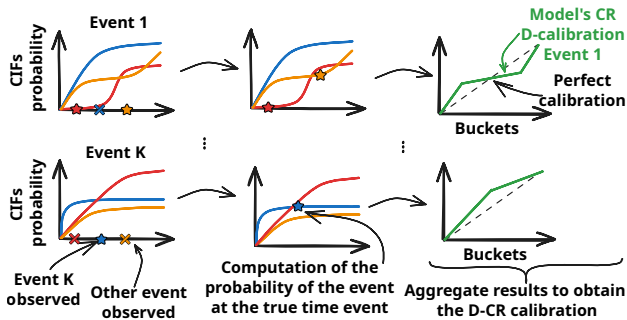 Event 1
CIFs
probability
Model's CR
D-calibration
Event 1
Perfect
calibration
Buckets
...
...
Event K
CIFs
probability
Buckets
Event K
observed
Other event
observed
Computation of the
probability of the event
at the true time event
Aggregate results to obtain
the D-CR calibration